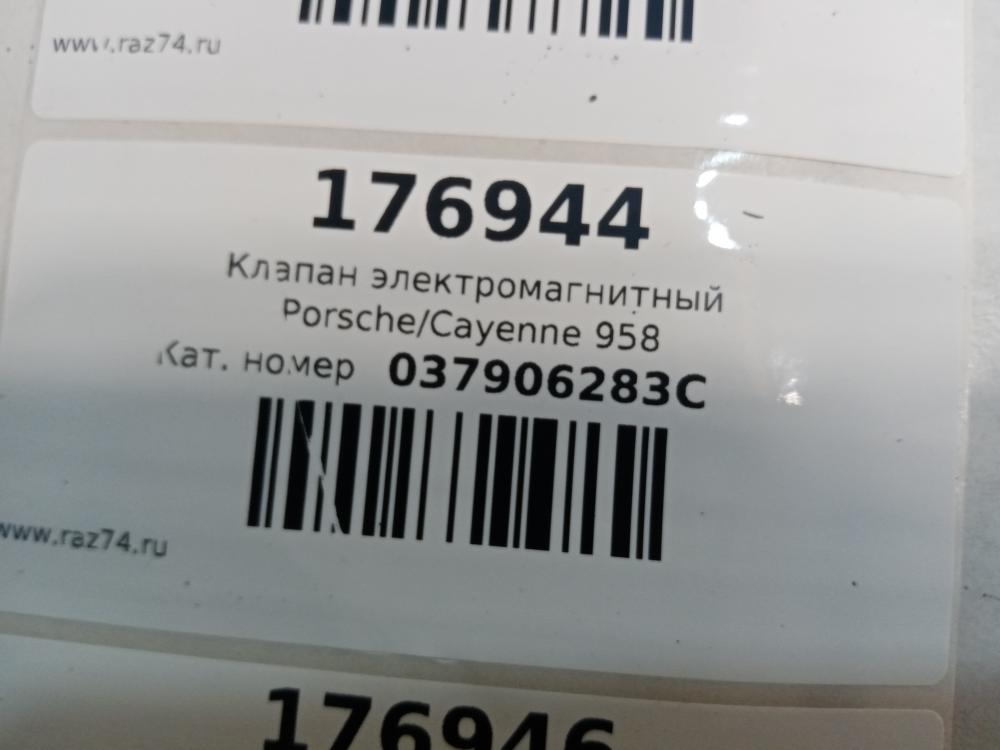 www.raz74.ru
176944
Клапан электромагнитный
Porsche/Cayenne 958
Кат. номер 037906283C
www.raz74.ru
176946